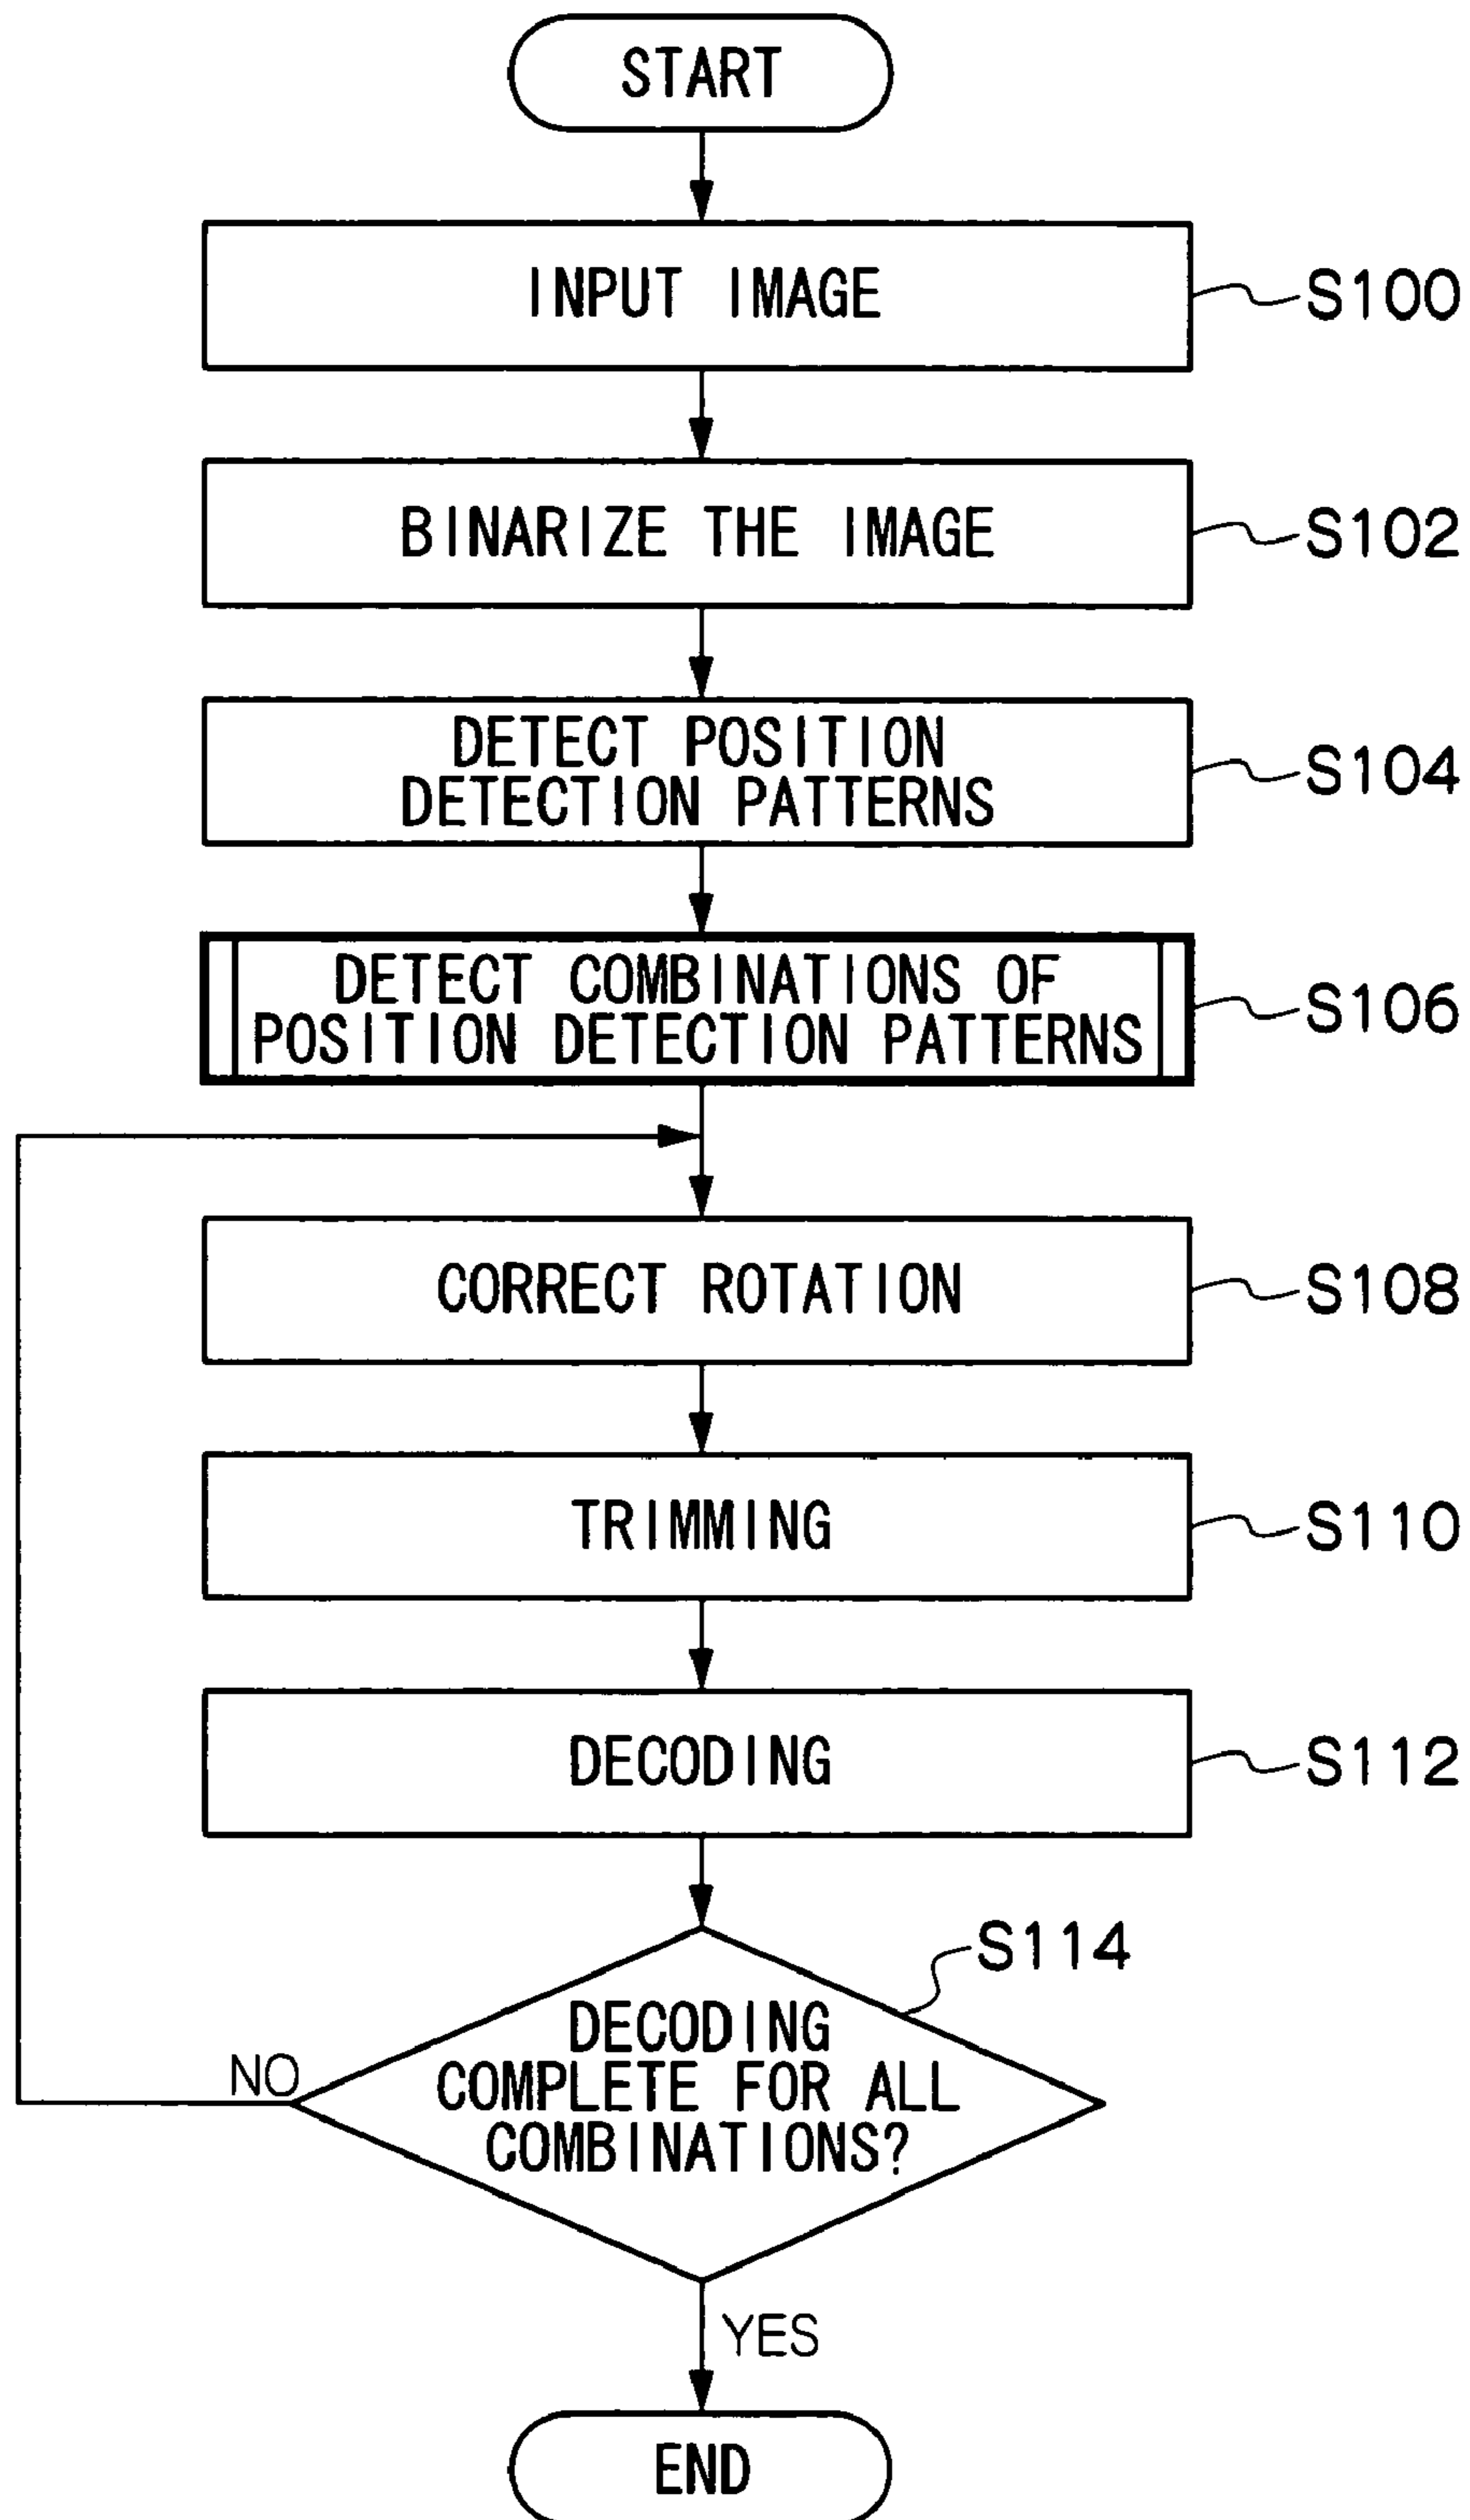 START
INPUT IMAGE
S100
BINARIZE THE IMAGE
S102
DETECT POSITION
DETECTION PATTERNS
S104
DETECT COMBINATIONS OF
POSITION DETECTION PATTERNS
S106
CORRECT ROTATION
S108
TRIMMING
S110
DECODING
S112
S114
DECODING
COMPLETE FOR ALL
COMBINATIONS?
NO
YES
END